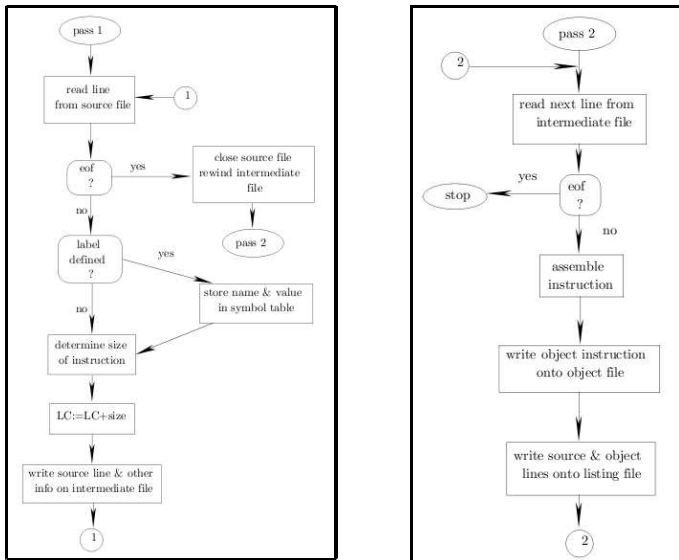 pass 1
read line
from source file
1
eof
?
yes
close source file
rewind intermediate
file
pass 2
no
label
defined
?
yes
store name & value
in symbol table
no
determine size
of instruction
LC:=LC+size
write source line & other
info on intermediate file
1
pass 2
2
read next line from
intermediate file
yes
eof
?
stop
no
assemble
instruction
write object instruction
onto object file
write source & object
lines onto listing file
2